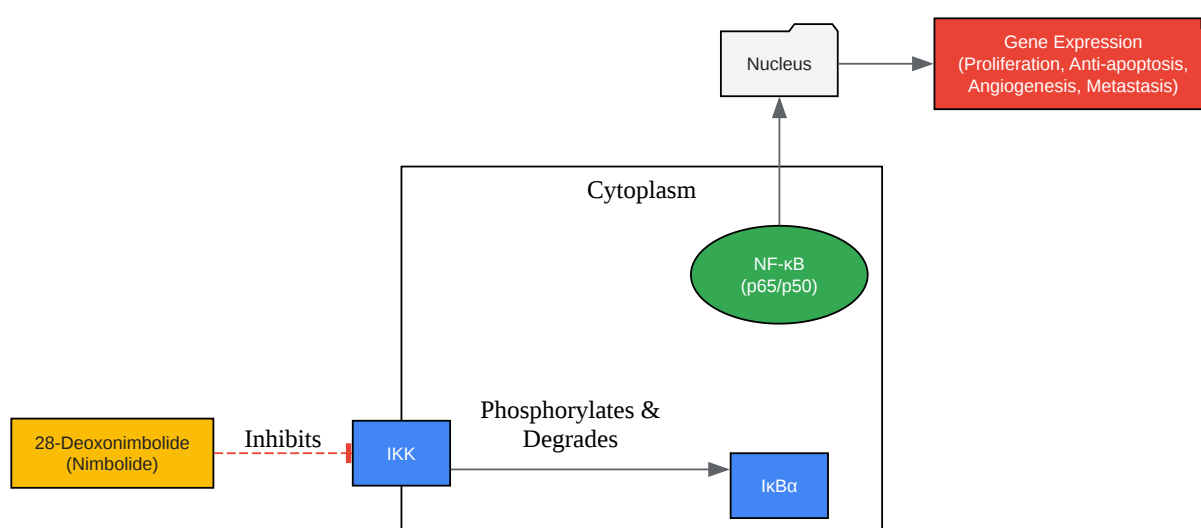 Nucleus
Gene Expression
(Proliferation, Anti-apoptosis,
Angiogenesis, Metastasis)
Cytoplasm
NF-κB
(p65/p50)
28-Deoxonimbolide
(Nimbolide)
Inhibits
IKK
Phosphorylates &
Degrades
IκBα